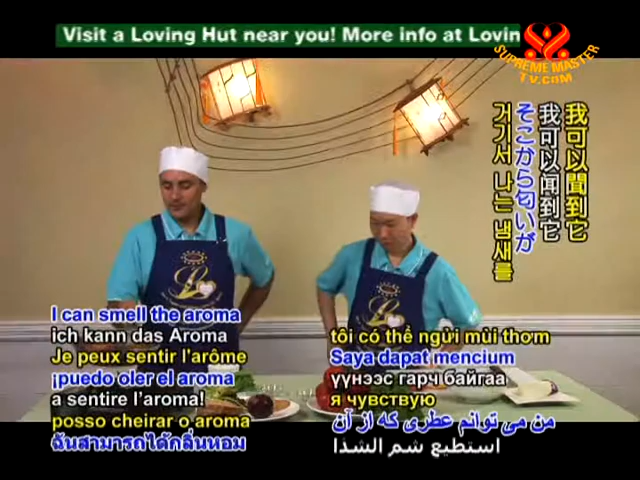 Visit a Loving Hut near you! More info at Lovin
SUPREME MASTER
TV.COM
我可以聞到它
我可以闻到它
そこから匂いが
거기서 나는 냄새를
I can smell the aroma
ich kann das Aroma
Je peux sentir l'arôme
¡puedo oler el aroma
a sentire l'aroma!
posso cheirar o aroma
ฉันสามารถได้กลิ่นหอม
tôi có thể ngửi mùi thơm
Saya dapat mencium
үүнээс гарч байгаа
я чувствую
من می توانم عطری که از آن
استطيع شم الشذا